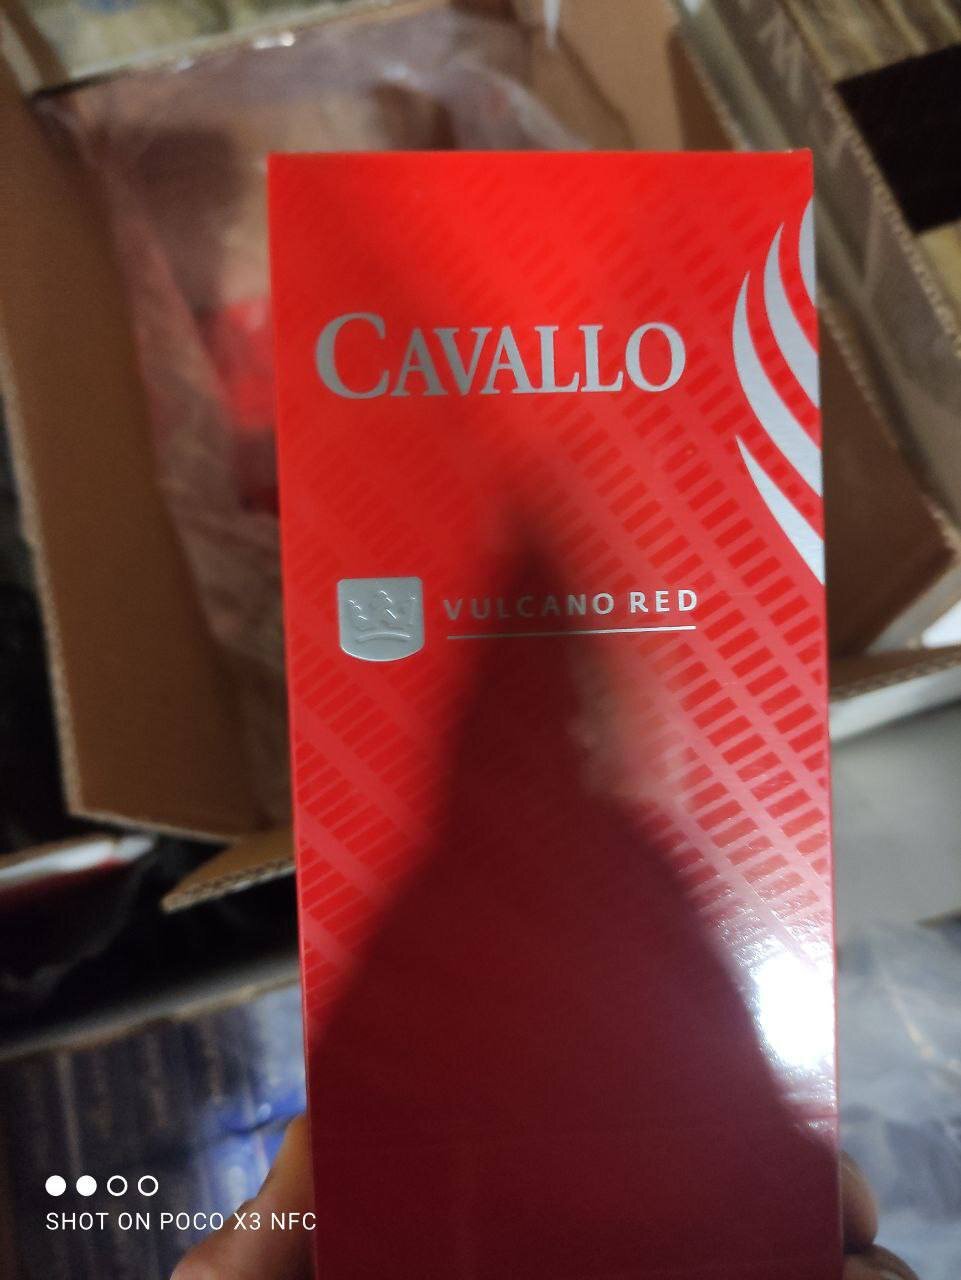 CAVALLO
VULCANO RED
SHOT ON POCO X3 NFC